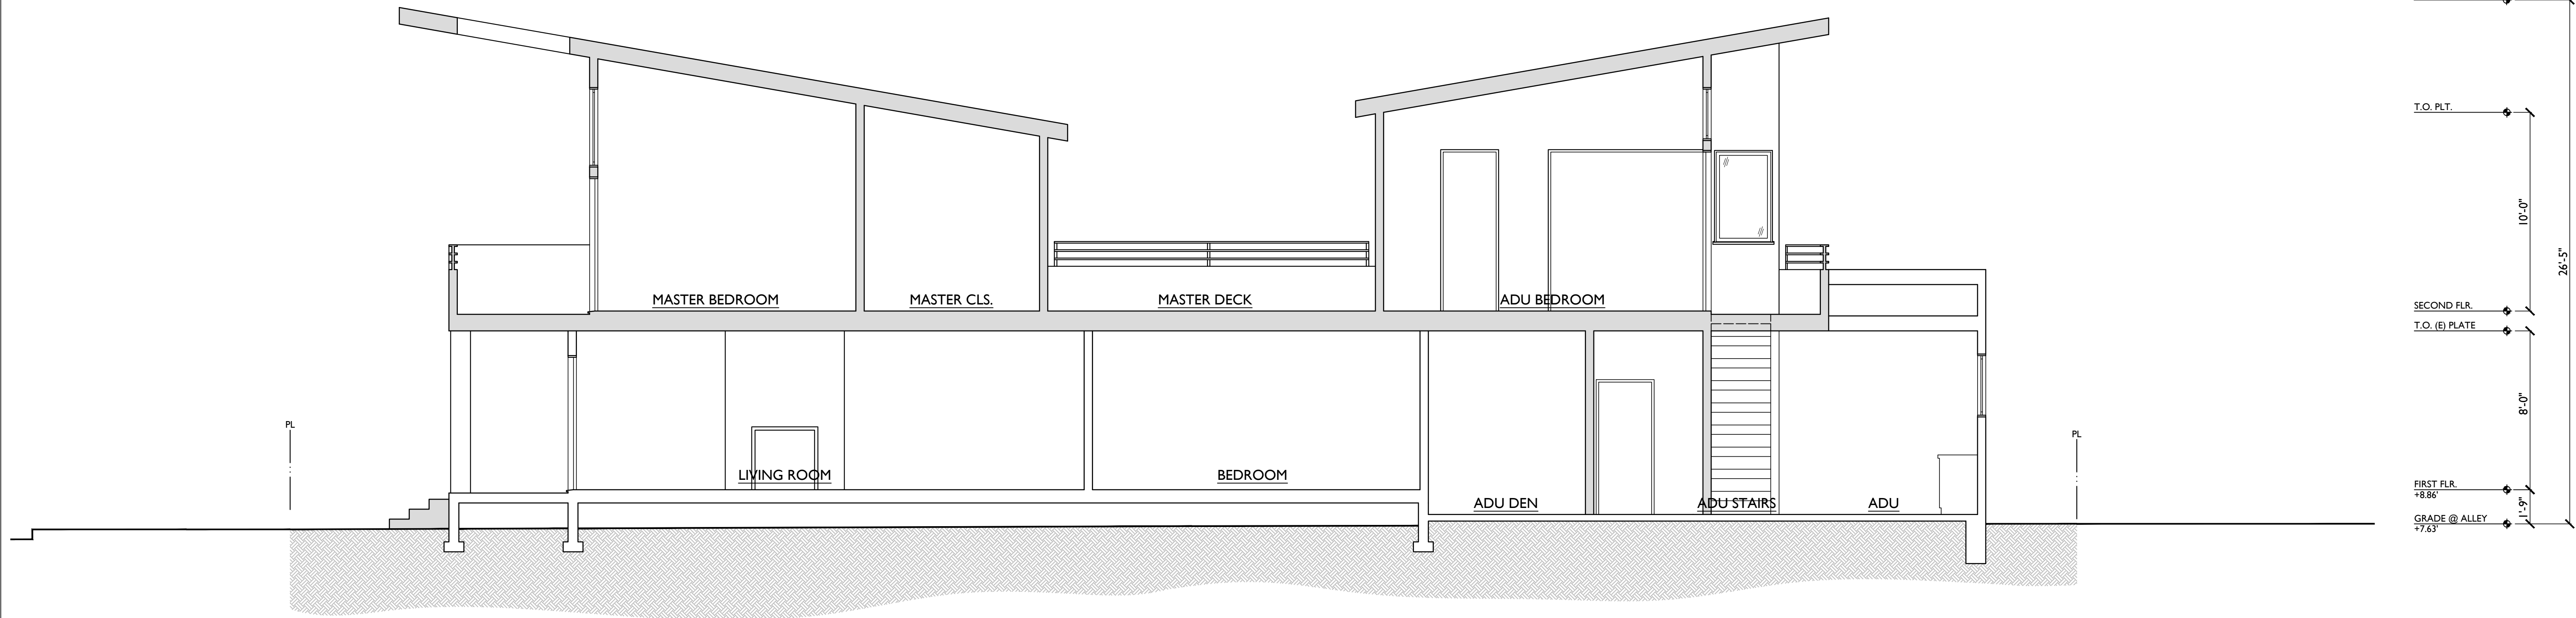 T.O. PLT.
10'-0"
26'-5"
MASTER BEDROOM
MASTER CLS.
MASTER DECK
ADU BEDROOM
SECOND FLR.
T.O. (E) PLATE
8'-0"
PL
PL
LIVING ROOM
BEDROOM
ADU DEN
ADU STAIRS
ADU
FIRST FLR.
+8.86'
1'-9"
GRADE @ ALLEY
+7.63'